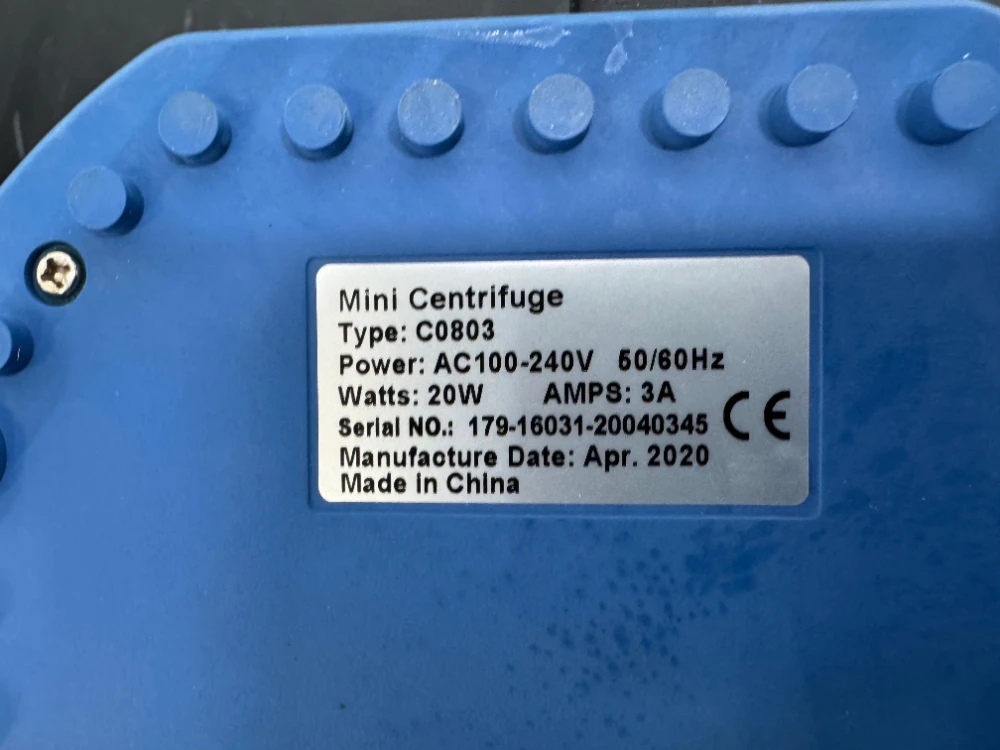 Mini Centrifuge
Type: C0803
Power: AC100-240V 50/60Hz
Watts: 20W AMPS: 3A
Serial NO.: 179-16031-20040345 CE
Manufacture Date: Apr. 2020
Made in China